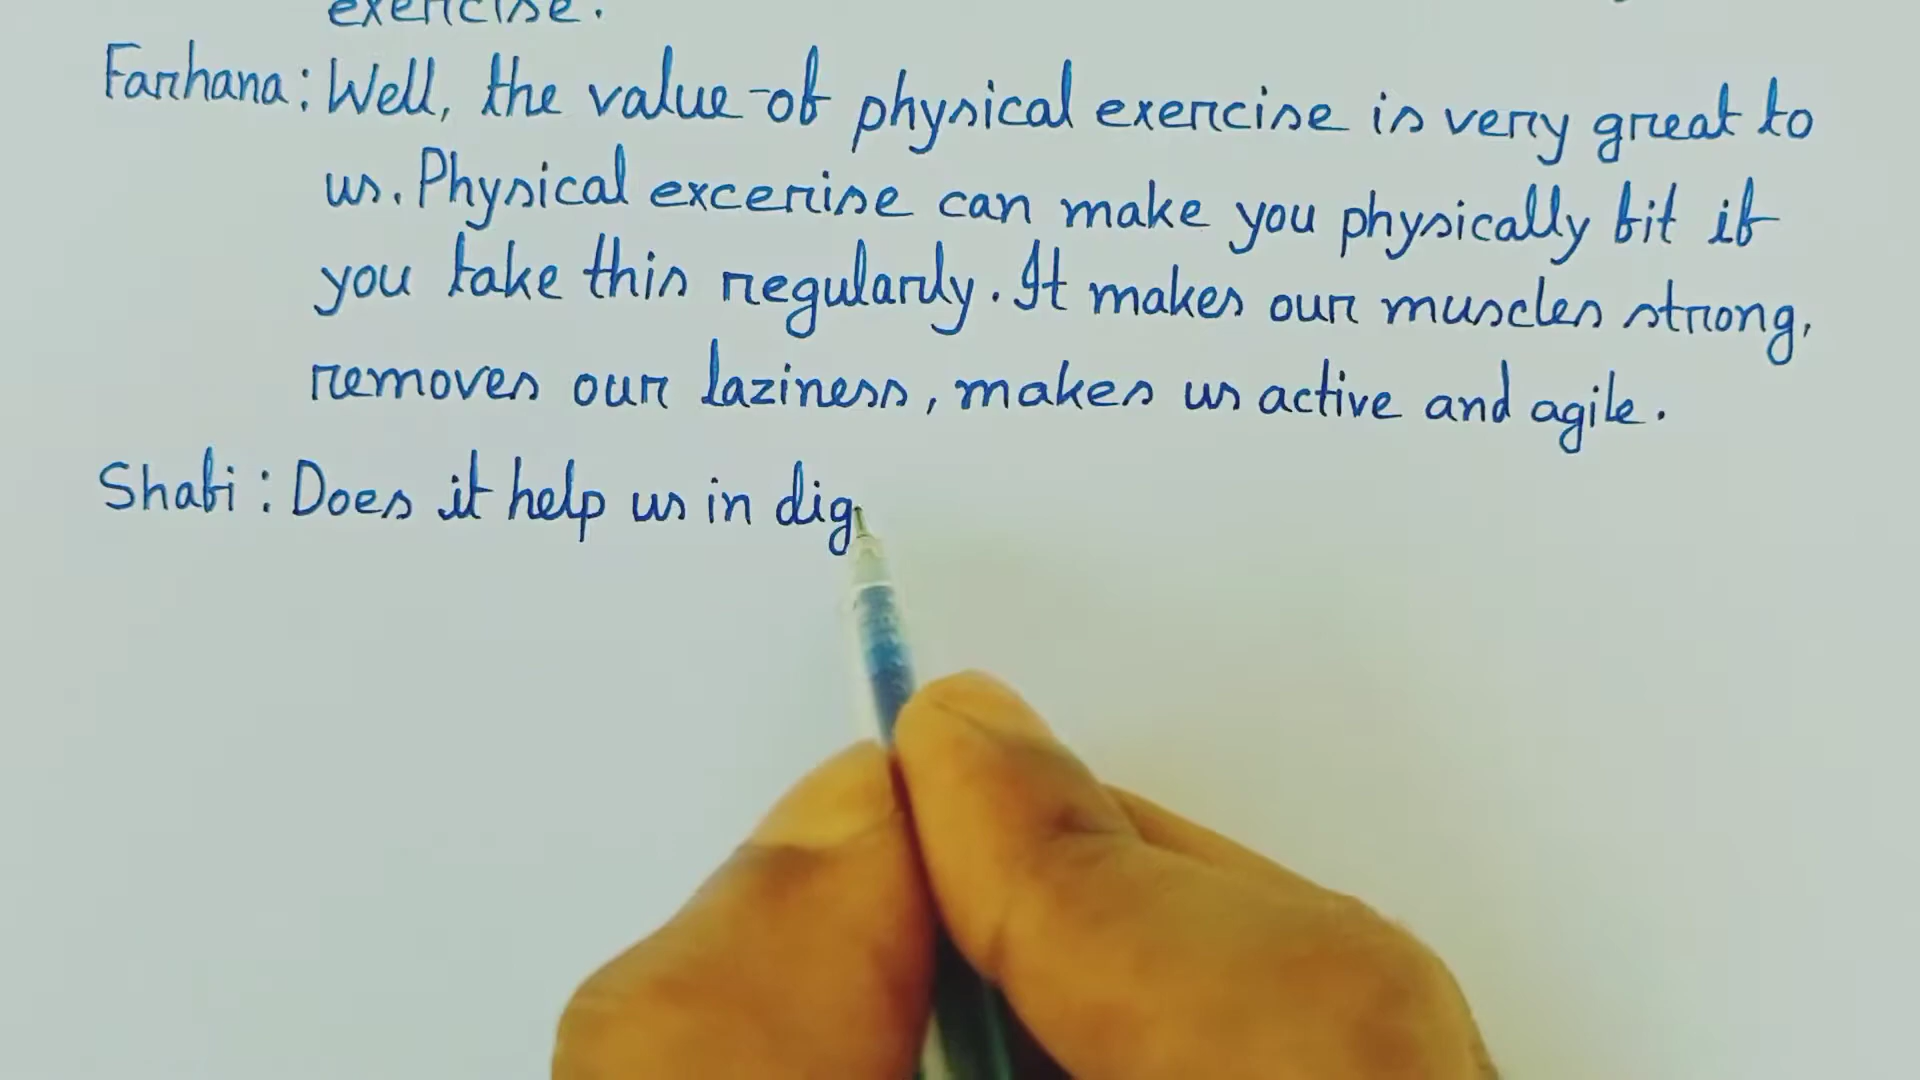 exercise.
Farhana: Well, the value of physical exercise is very great to
us. Physical excerise can make you physically fit if
you take this regularly. It makes our muscles strong,
removes our laziness, makes us active and agile.
Shabi: Does it help us in dig